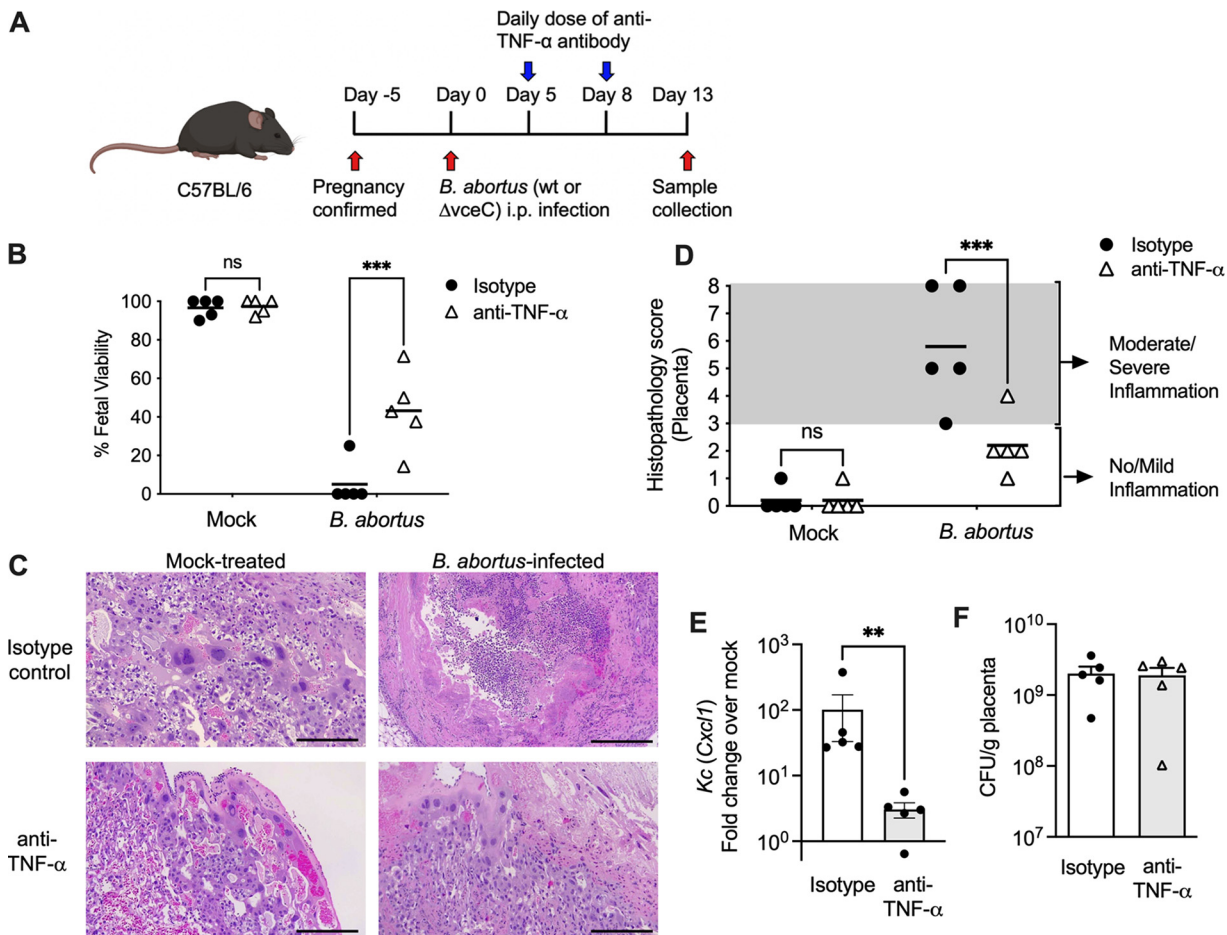 A
Daily dose of anti-
TNF-α antibody
Day -5
Day 0
Day 5
Day 8
Day 13
C57BL/6
Pregnancy
confirmed
B. abortus (wt or
ΔvceC) i.p. infection
Sample
collection
B
ns
***
Isotype
anti-TNF-α
% Fetal Viability
100
80
60
40
20
0
Mock
B. abortus
D
***
Isotype
anti-TNF-α
Histopathology score
(Placenta)
8
7
6
5
4
3
2
1
0
ns
Mock
B. abortus
Moderate/
Severe
Inflammation
No/Mild
Inflammation
C
Mock-treated
B. abortus-infected
Isotype
control
anti-
TNF-α
E
**
Kc (Cxcl1)
Fold change over mock
10³
10²
10¹
10⁰
Isotype
anti-
TNF-α
F
CFU/g placenta
10¹⁰
10⁹
10⁸
10⁷
Isotype
anti-
TNF-α